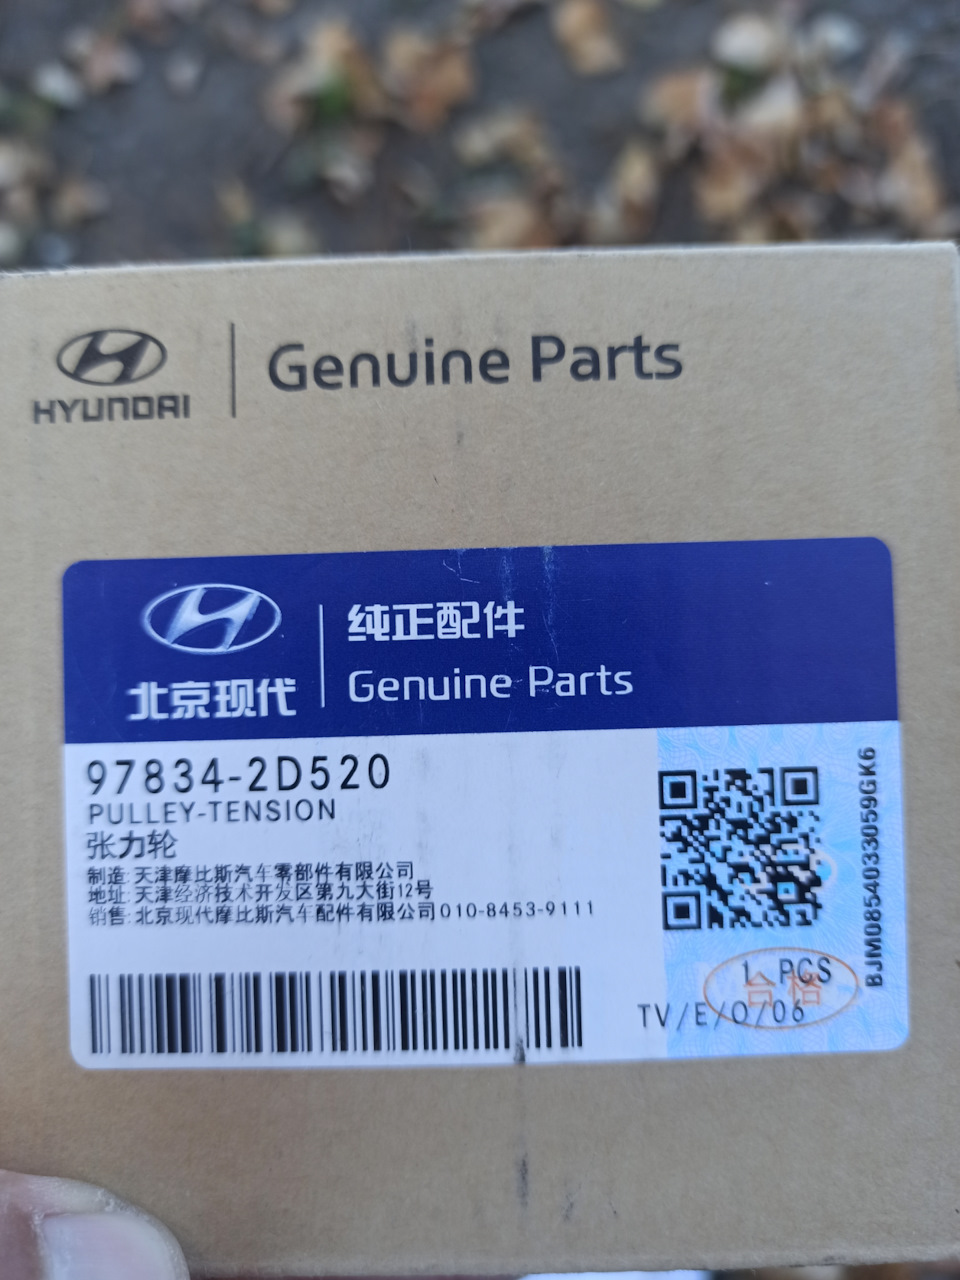 HYUNDAI
Genuine Parts
北京现代
纯正配件
Genuine Parts
97834-2D520
PULLEY-TENSION
张力轮
制造:天津摩比斯汽车零部件有限公司
地址:天津经济技术开发区第九大街12号
销售:北京现代摩比斯汽车配件有限公司010-8453-9111
BJM0854033059GK6
1 PCS
合格
TV/E/O/06